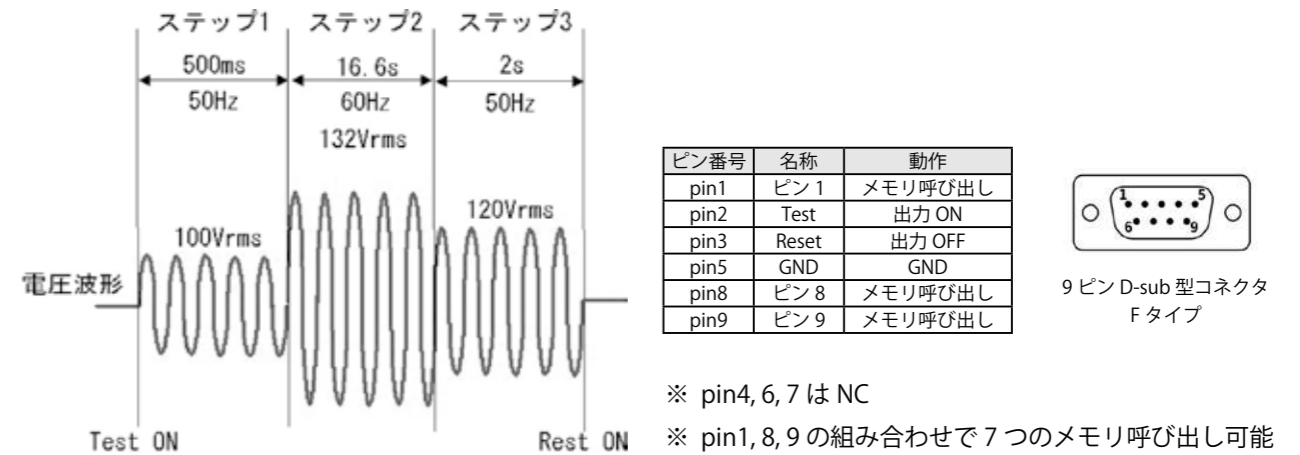 ステップ1 ステップ2 ステップ3
500ms 16.6s 2s
50Hz 60Hz 50Hz
132Vrms
100Vrms
120Vrms
電圧波形
Test ON Rest ON
ピン番号 名称 動作
pin1 ピン 1 メモリ呼び出し
pin2 Test 出力 ON
pin3 Reset 出力 OFF
pin5 GND GND
pin8 ピン 8 メモリ呼び出し
pin9 ピン 9 メモリ呼び出し
1 5
6 9
9 ピン D-sub 型コネクタ
F タイプ
※ pin4, 6, 7 は NC
※ pin1, 8, 9 の組み合わせで 7 つのメモリ呼び出し可能